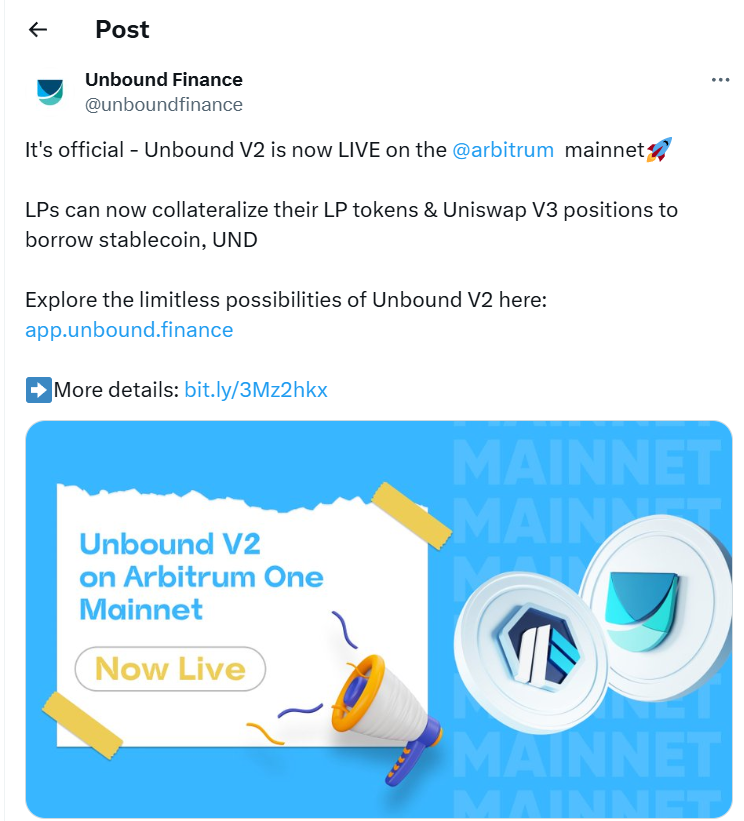 Post
Unbound Finance
@unboundfinance
It's official - Unbound V2 is now LIVE on the @arbitrum mainnet🚀
LPs can now collateralize their LP tokens & Uniswap V3 positions to
borrow stablecoin, UND
Explore the limitless possibilities of Unbound V2 here:
app.unbound.finance
➡️More details: bit.ly/3Mz2hkx
Unbound V2
on Arbitrum One
Mainnet
Now Live
MAINNET
MAINNET
MAINNET
MAINNET
MAINNET
MAINNET
MAINNET